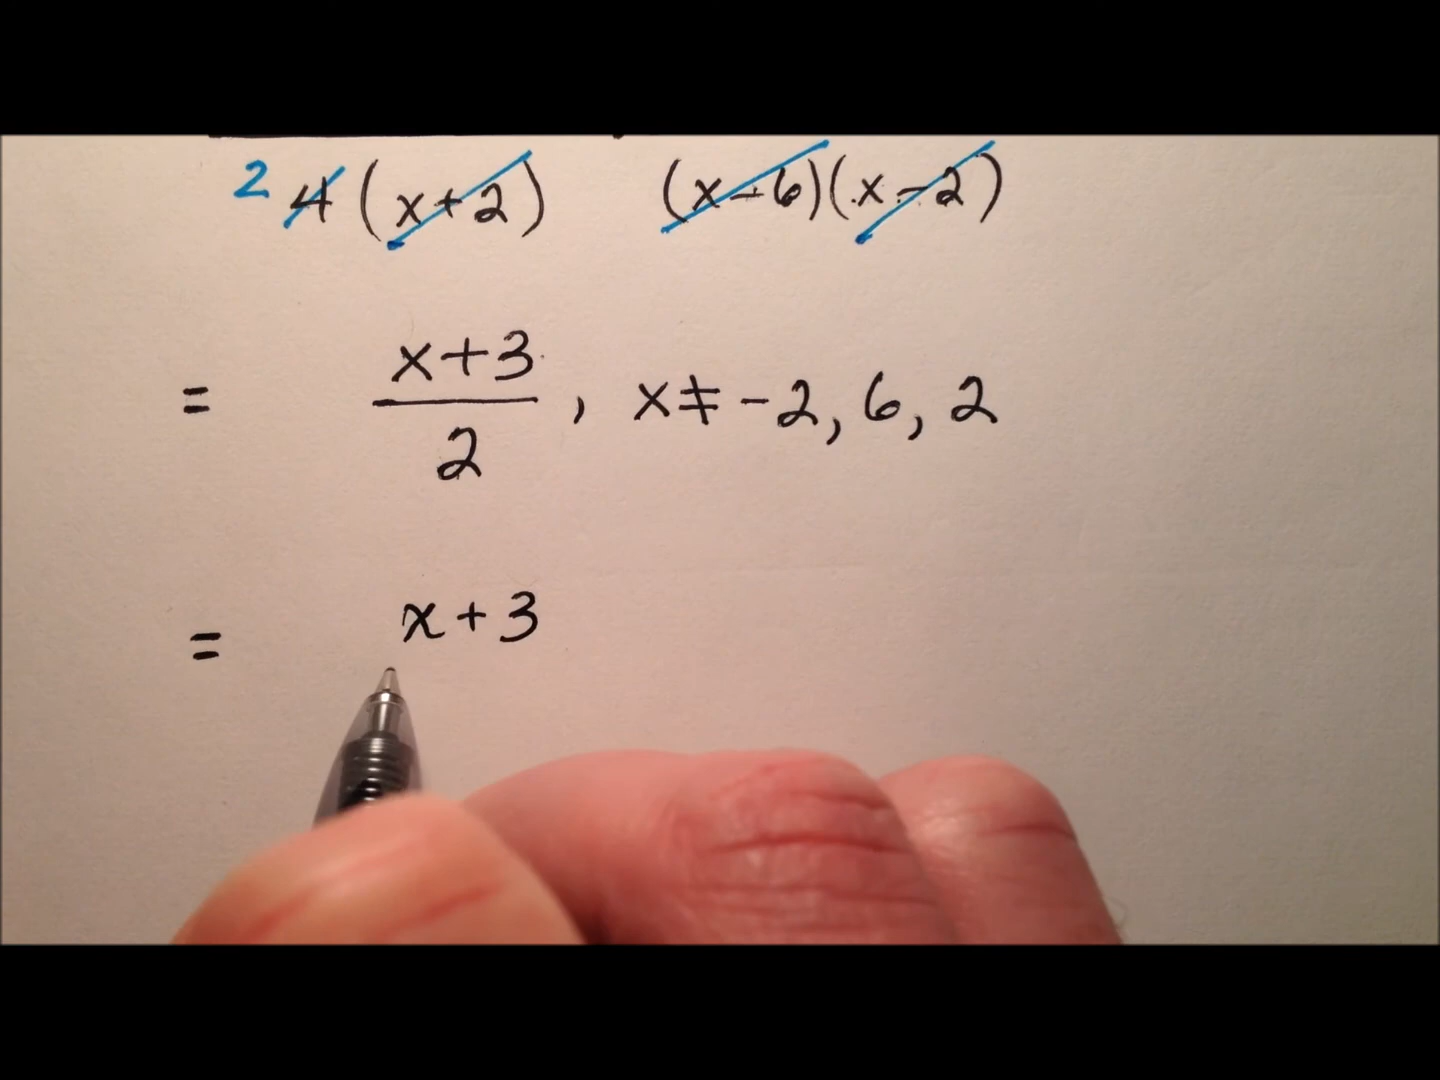 2 4 (x+2) (x-6)(x-2)
= x+3
2 , x ≠ -2, 6, 2
= x+3